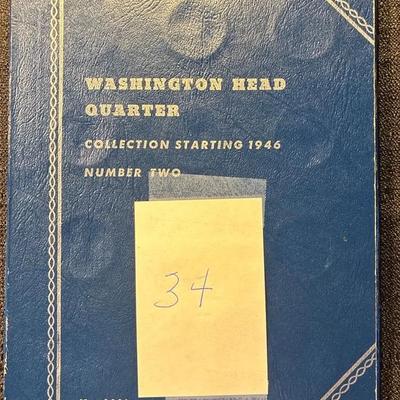 WASHINGTON HEAD
QUARTER
COLLECTION STARTING 1946
NUMBER TWO
34